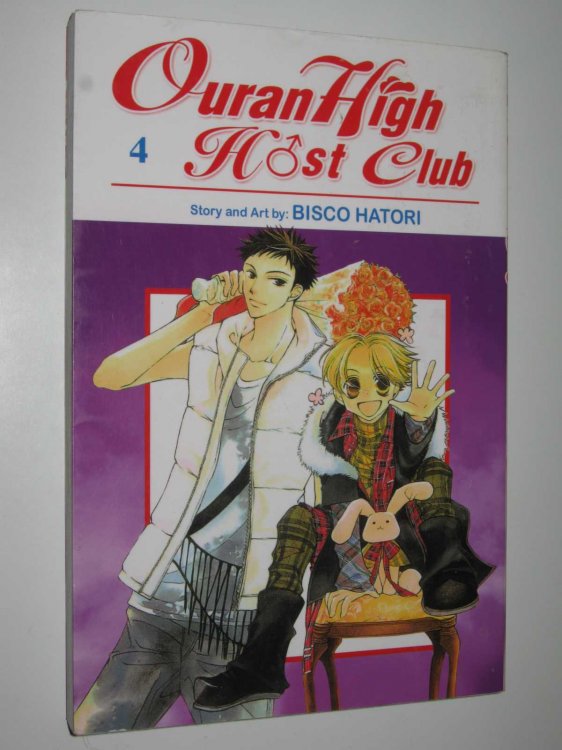 Ouran High
4
Host Club
Story and Art by: BISCO HATORI